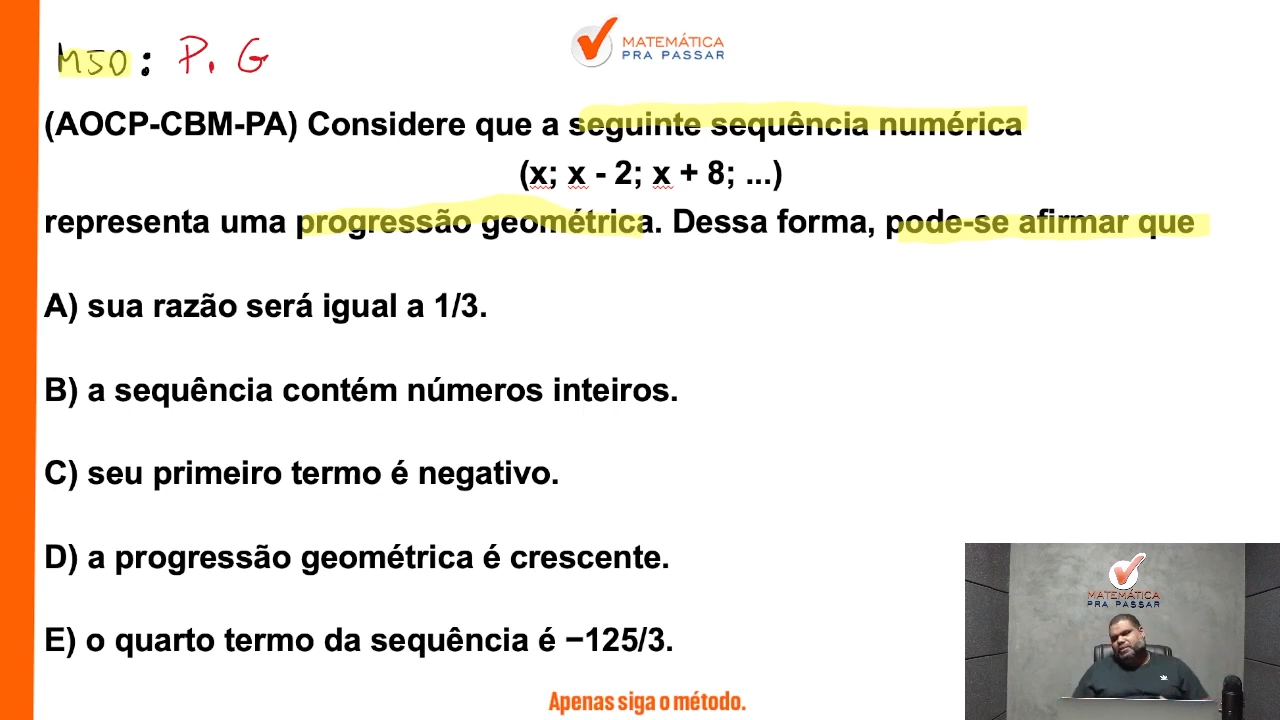 MJO: P. G
MATEMÁTICA
PRA PASSAR
(AOCP-CBM-PA) Considere que a seguinte sequência numérica
(x; x - 2; x + 8; ...)
representa uma progressão geométrica. Dessa forma, pode-se afirmar que
A) sua razão será igual a 1/3.
B) a sequência contém números inteiros.
C) seu primeiro termo é negativo.
D) a progressão geométrica é crescente.
E) o quarto termo da sequência é −125/3.
MATEMÁTICA
PRA PASSAR
Apenas siga o método.